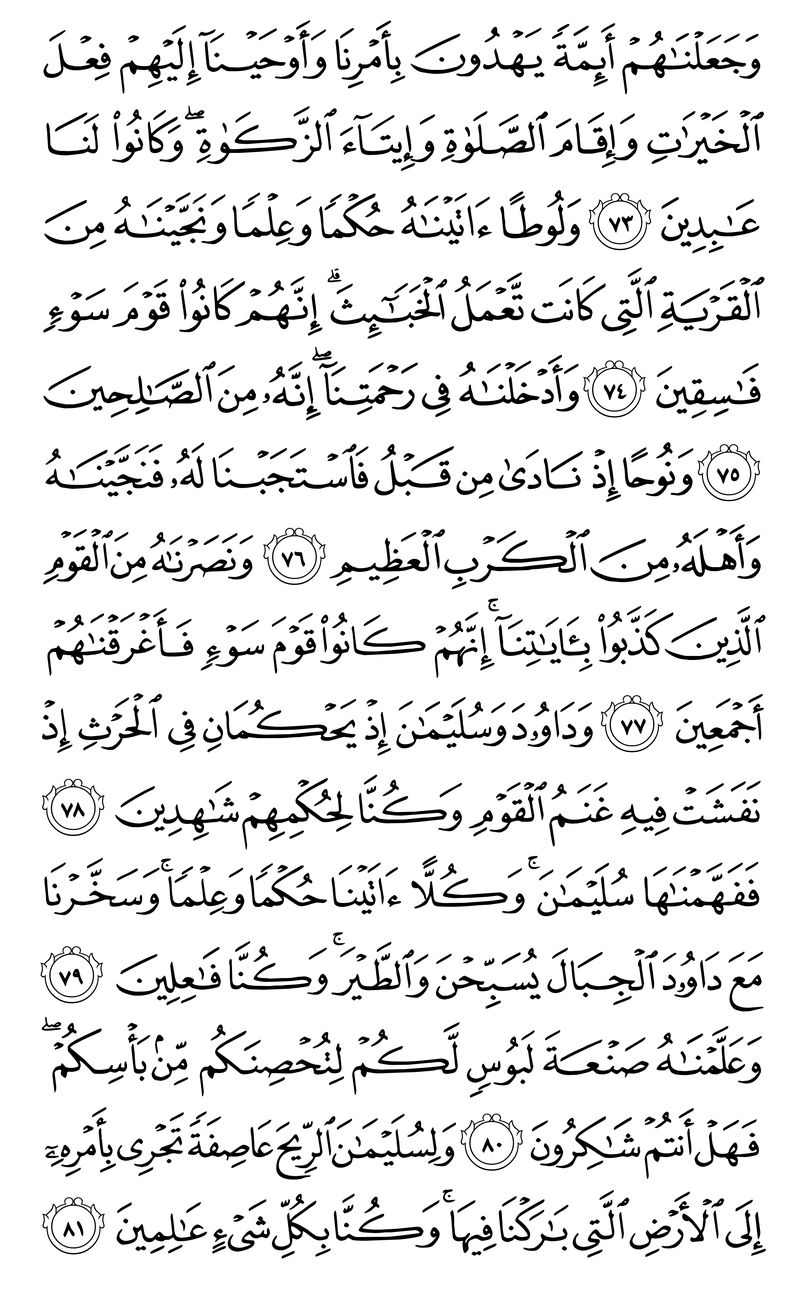 وَجَعَلْنَٰهُمْ أَئِمَّةً يَهْدُونَ بِأَمْرِنَا وَأَوْحَيْنَآ إِلَيْهِمْ فِعْلَ
ٱلْخَيْرَٰتِ وَإِقَامَ ٱلصَّلَوٰةِ وَإِيتَآءَ ٱلزَّكَوٰةِ ۖ وَكَانُوا۟ لَنَا
عَٰبِدِينَ ٧٣ وَلُوطًا ءَاتَيْنَٰهُ حُكْمًا وَعِلْمًا وَنَجَّيْنَٰهُ مِنَ
ٱلْقَرْيَةِ ٱلَّتِى كَانَت تَّعْمَلُ ٱلْخَبَٰٓئِثَ ۗ إِنَّهُمْ كَانُوا۟ قَوْمَ سَوْءٍ
فَٰسِقِينَ ٧٤ وَأَدْخَلْنَٰهُ فِى رَحْمَتِنَآ ۖ إِنَّهُۥ مِنَ ٱلصَّٰلِحِينَ
٧٥ وَنُوحًا إِذْ نَادَىٰ مِن قَبْلُ فَٱسْتَجَبْنَا لَهُۥ فَنَجَّيْنَٰهُ
وَأَهْلَهُۥ مِنَ ٱلْكَرْبِ ٱلْعَظِيمِ ٧٦ وَنَصَرْنَٰهُ مِنَ ٱلْقَوْمِ
ٱلَّذِينَ كَذَّبُوا۟ بِـَٔايَٰتِنَآ ۚ إِنَّهُمْ كَانُوا۟ قَوْمَ سَوْءٍ فَأَغْرَقْنَٰهُمْ
أَجْمَعِينَ ٧٧ وَدَاوُۥدَ وَسُلَيْمَٰنَ إِذْ يَحْكُمَانِ فِى ٱلْحَرْثِ إِذْ
نَفَشَتْ فِيهِ غَنَمُ ٱلْقَوْمِ وَكُنَّا لِحُكْمِهِمْ شَٰهِدِينَ ٧٨
فَفَهَّمْنَٰهَا سُلَيْمَٰنَ ۚ وَكُلًّا ءَاتَيْنَا حُكْمًا وَعِلْمًا ۚ وَسَخَّرْنَا
مَعَ دَاوُۥدَ ٱلْجِبَالَ يُسَبِّحْنَ وَٱلطَّيْرَ ۚ وَكُنَّا فَٰعِلِينَ ٧٩
وَعَلَّمْنَٰهُ صَنْعَةَ لَبُوسٍ لَّكُمْ لِتُحْصِنَكُم مِّنۢ بَأْسِكُمْ ۖ
فَهَلْ أَنتُمْ شَٰكِرُونَ ٨٠ وَلِسُلَيْمَٰنَ ٱلرِّيحَ عَاصِفَةً تَجْرِى بِأَمْرِهِۦٓ
إِلَى ٱلْأَرْضِ ٱلَّتِى بَٰرَكْنَا فِيهَا ۚ وَكُنَّا بِكُلِّ شَىْءٍ عَٰلِمِينَ ٨١